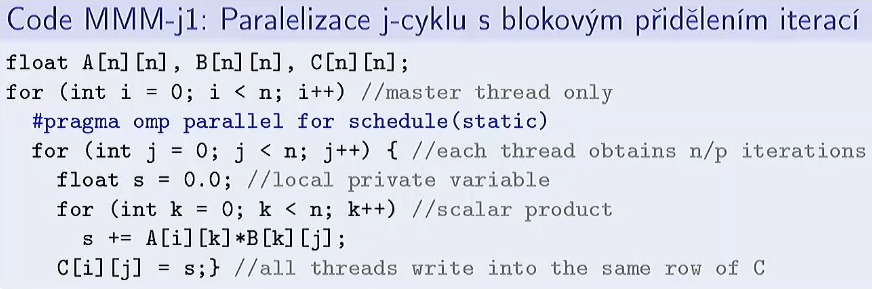 Code MMM-j1: Paralelizace j-cyklu s blokovým přidělením iterací
float A[n][n], B[n][n], C[n][n];
for (int i = 0; i < n; i++) //master thread only
#pragma omp parallel for schedule(static)
for (int j = 0; j < n; j++) { //each thread obtains n/p iterations
float s = 0.0; //local private variable
for (int k = 0; k < n; k++) //scalar product
s += A[i][k]*B[k][j];
C[i][j] = s;} //all threads write into the same row of C